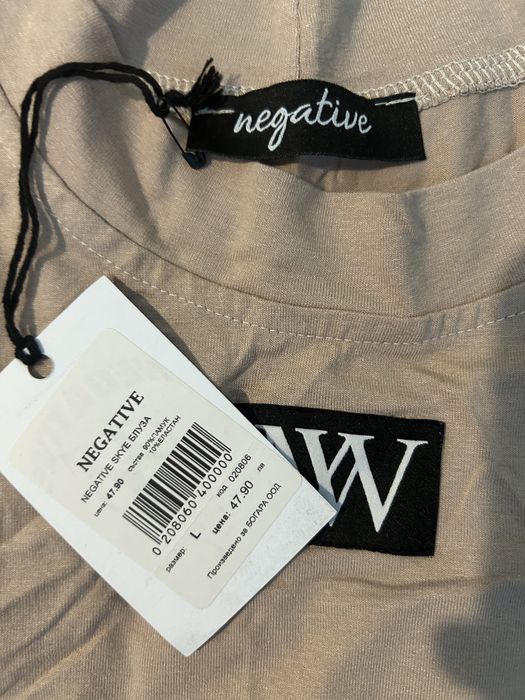 negative
W
NEGATIVE
NEGATIVE SKYE БЛУЗА
цена: 47.90 състав 90%ПАМУК
10%ЕЛАСТАН
0 208060 400000
код 020806
размер: L цена: 47.90 лв
Произведено за БОГАРА ООД